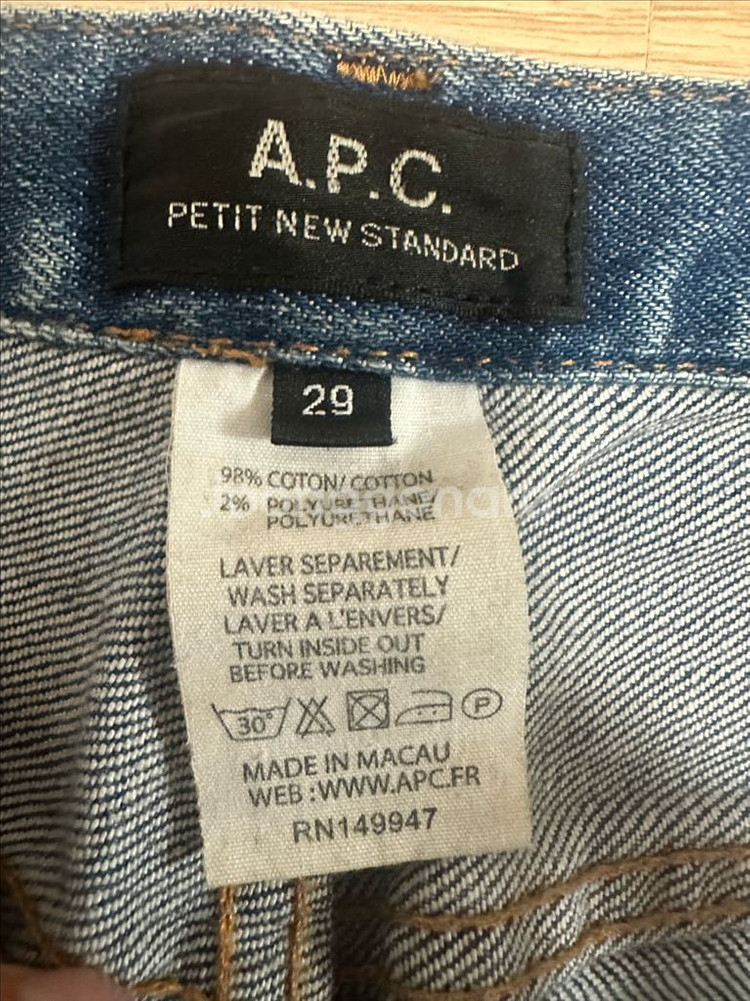 A.P.C.
PETIT NEW STANDARD
29
98% COTON/COTTON
2% POLYURETHANE/
POLYURETHANE
LAVER SEPAREMENT/
WASH SEPARATELY
LAVER A L'ENVERS/
TURN INSIDE OUT
BEFORE WASHING
30°
P
MADE IN MACAU
WEB : WWW.APC.FR
RN149947